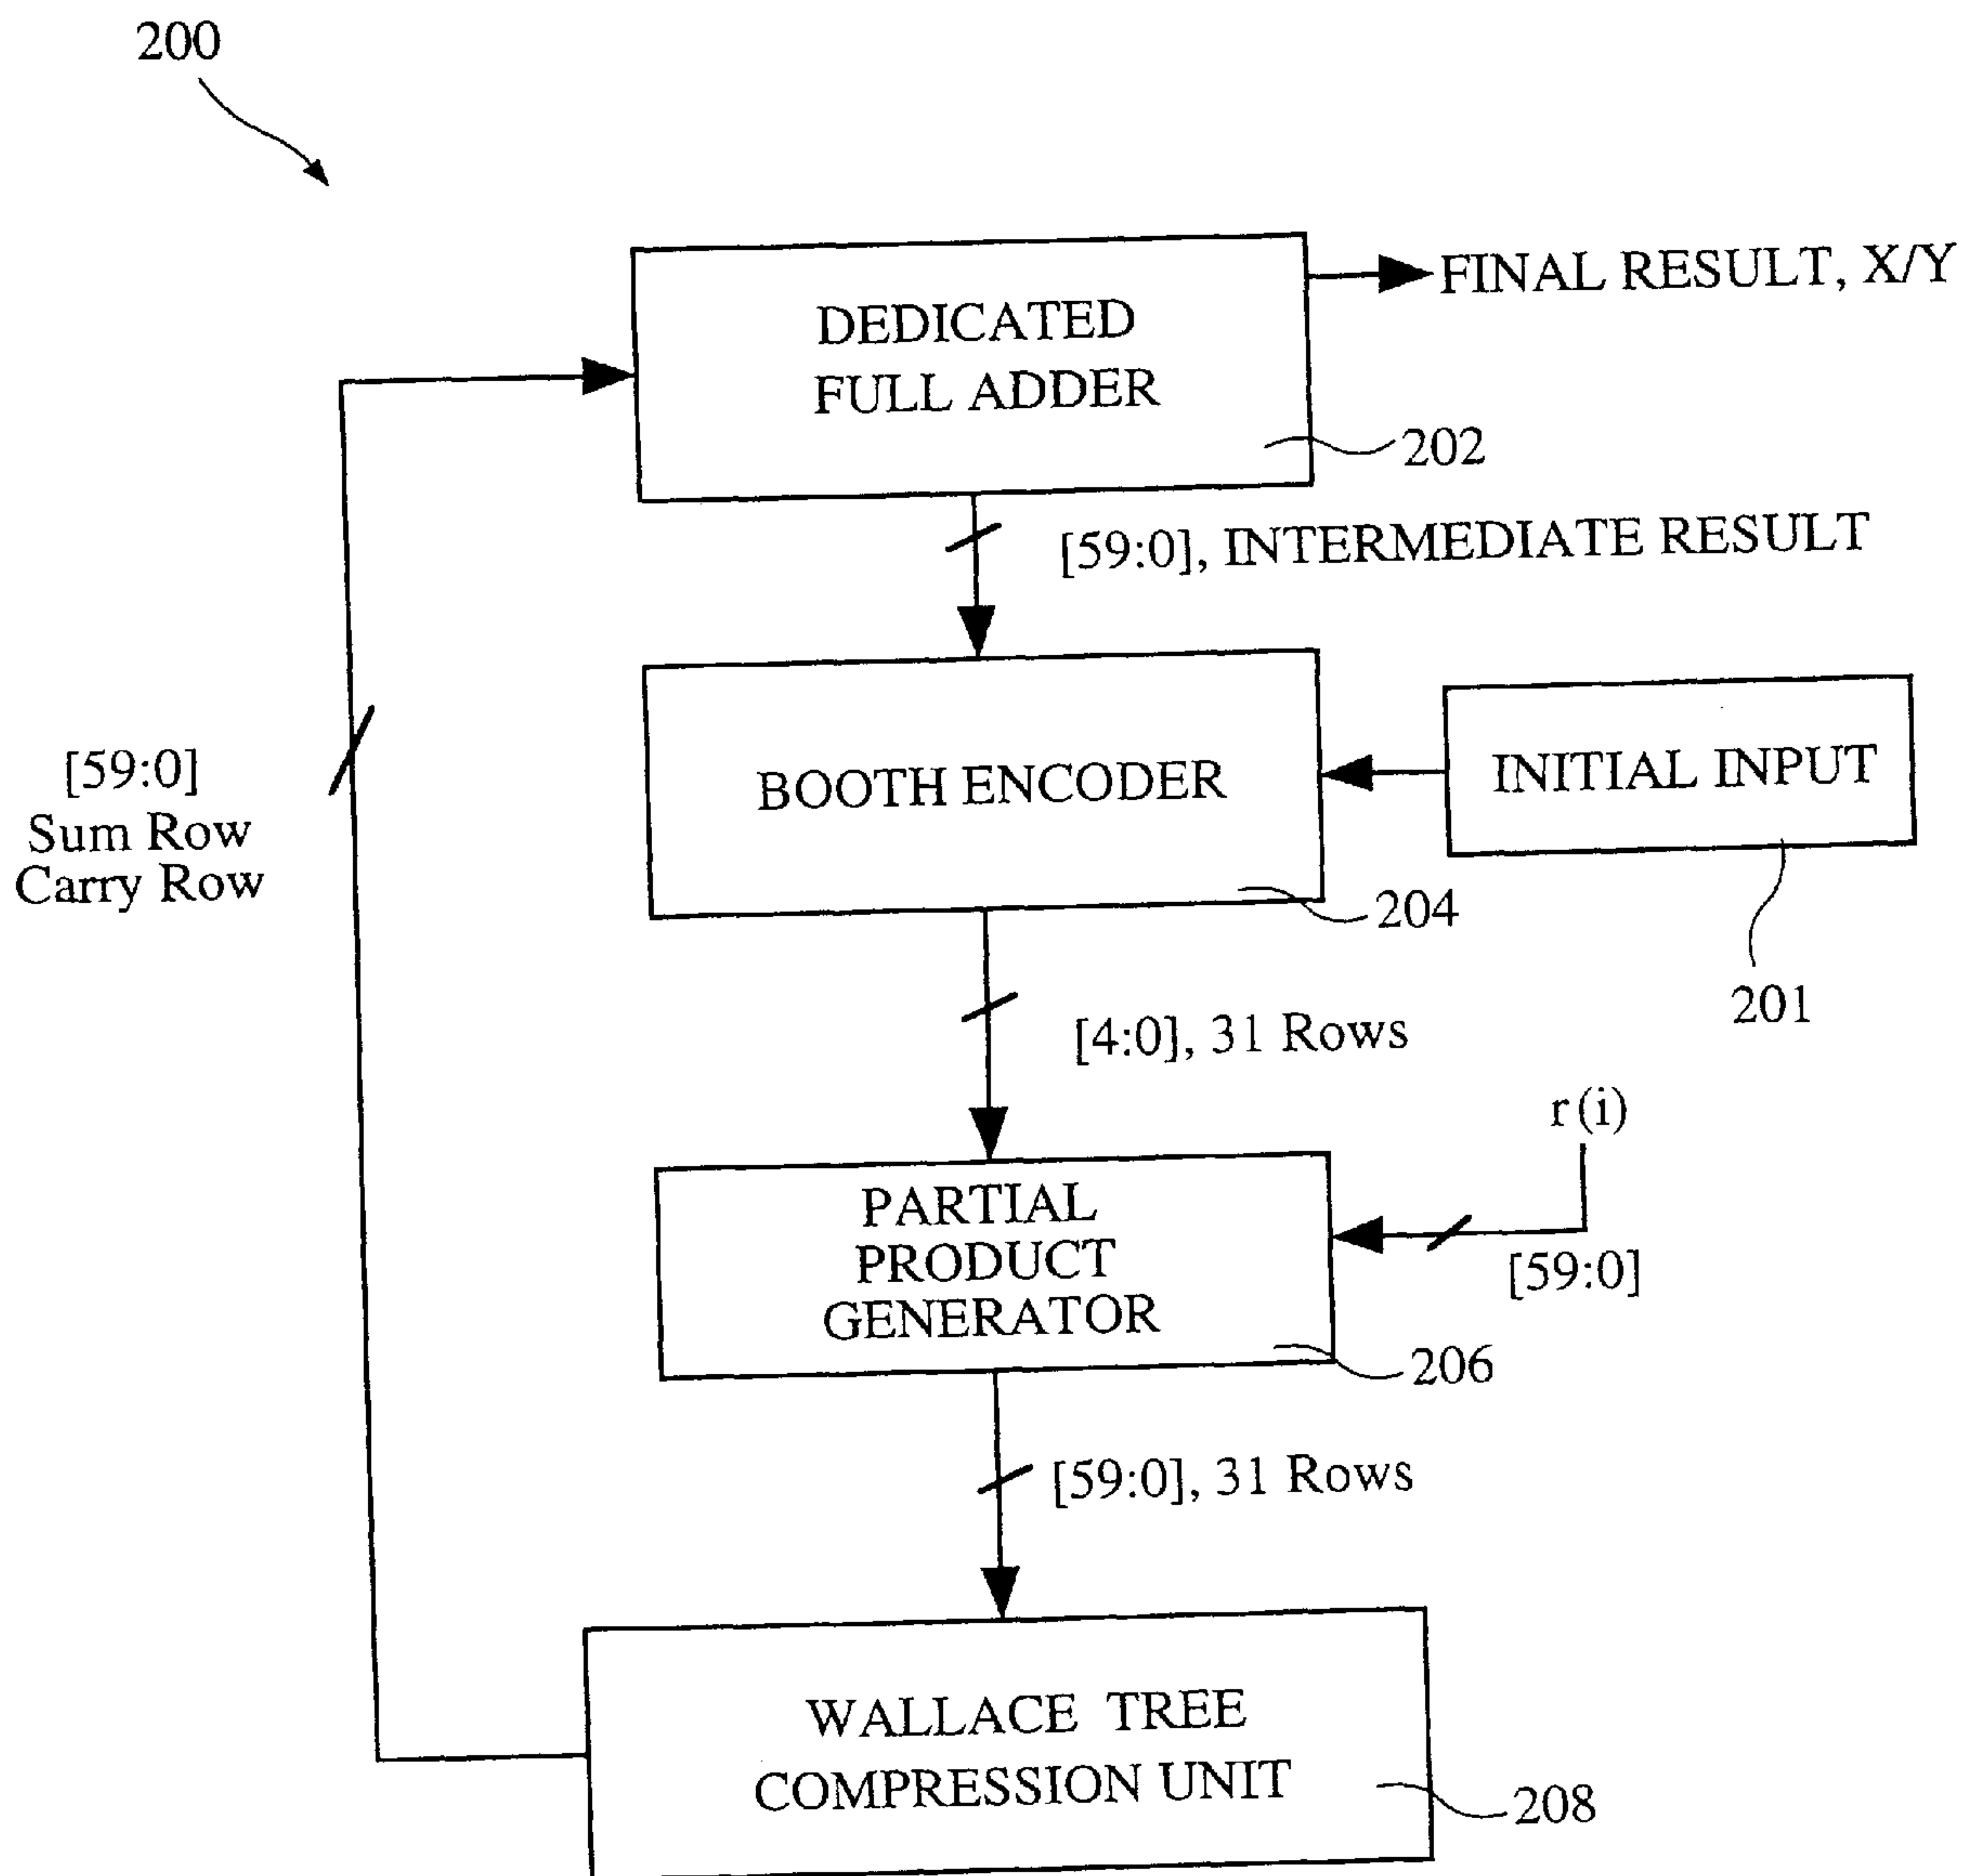 200
DEDICATED
FULL ADDER
FINAL RESULT, X/Y
202
[59:0], INTERMEDIATE RESULT
BOOTH ENCODER
INITIAL INPUT
[59:0]
Sum Row
Carry Row
204
201
[4:0], 31 Rows
r(i)
PARTIAL
PRODUCT
GENERATOR
[59:0]
206
[59:0], 31 Rows
WALLACE TREE
COMPRESSION UNIT
208